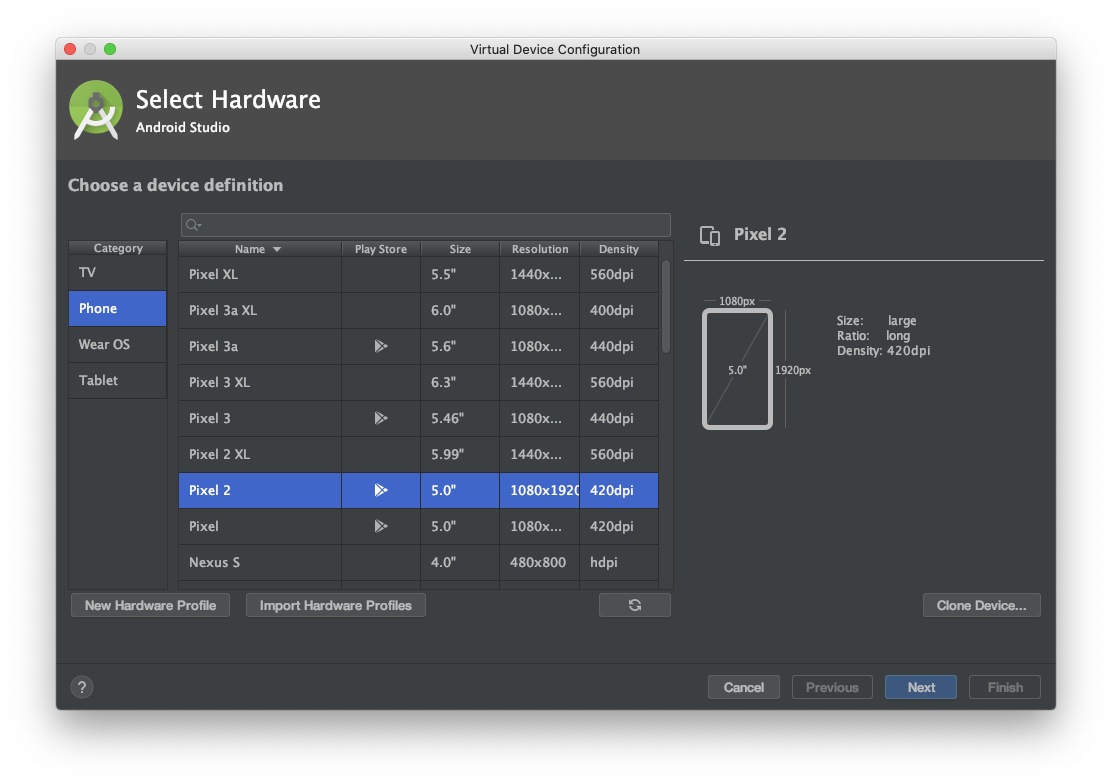 Virtual Device Configuration
Select Hardware
Android Studio
Choose a device definition
Category
TV
Phone
Wear OS
Tablet
Name Play Store Size Resolution Density
Pixel XL 5.5" 1440x... 560dpi
Pixel 3a XL 6.0" 1080x... 400dpi
Pixel 3a 5.6" 1080x... 440dpi
Pixel 3 XL 6.3" 1440x... 560dpi
Pixel 3 5.46" 1080x... 440dpi
Pixel 2 XL 5.99" 1440x... 560dpi
Pixel 2 5.0" 1080x1920 420dpi
Pixel 5.0" 1080x... 420dpi
Nexus S 4.0" 480x800 hdpi
New Hardware Profile Import Hardware Profiles
Pixel 2
1080px
5.0"
1920px
Size: large
Ratio: long
Density: 420dpi
Clone Device...
? Cancel Previous Next Finish